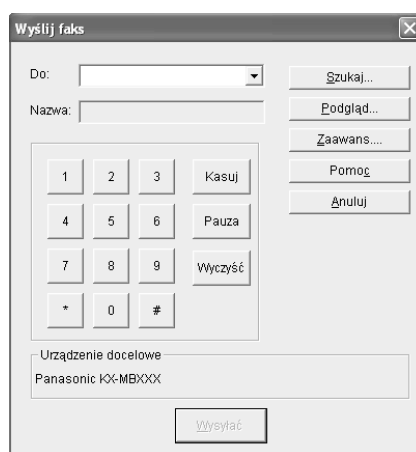 Wyślij faks
Do:
Nazwa:
Szukaj...
Podgląd...
Zaawans....
Pomoc
Anuluj
1 2 3 Kasuj
4 5 6 Pauza
7 8 9 Wyczyść
* 0 #
Urządzenie docelowe
Panasonic KX-MBXXX
Wysyłać